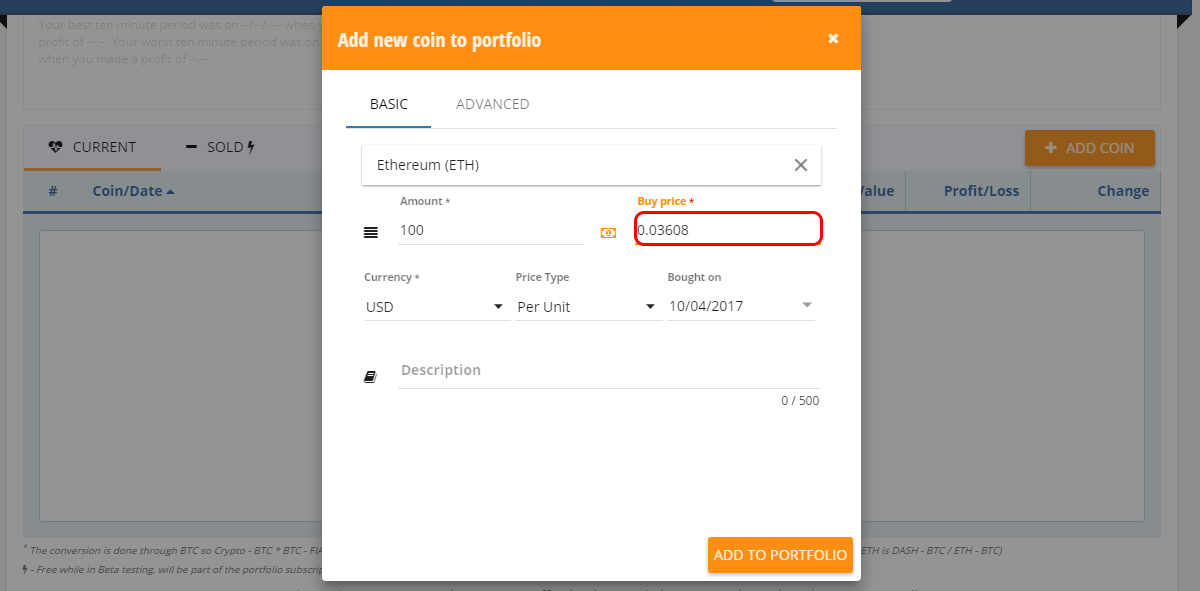 Your best ten minute period was on --/--/---- when y
profit of --.--. Your worst ten minute period was on
when you made a profit of --.--.
Add new coin to portfolio
BASIC ADVANCED
CURRENT SOLD
ADD COIN
# Coin/Date
Value Profit/Loss Change
Ethereum (ETH)
Amount * Buy price *
100 0.03608
Currency * Price Type Bought on
USD Per Unit 10/04/2017
Description
0 / 500
ADD TO PORTFOLIO
* The conversion is done through BTC so Crypto - BTC * BTC - FIA
ETH is DASH - BTC / ETH - BTC)
- Free while in Beta testing, will be part of the portfolio subscrip